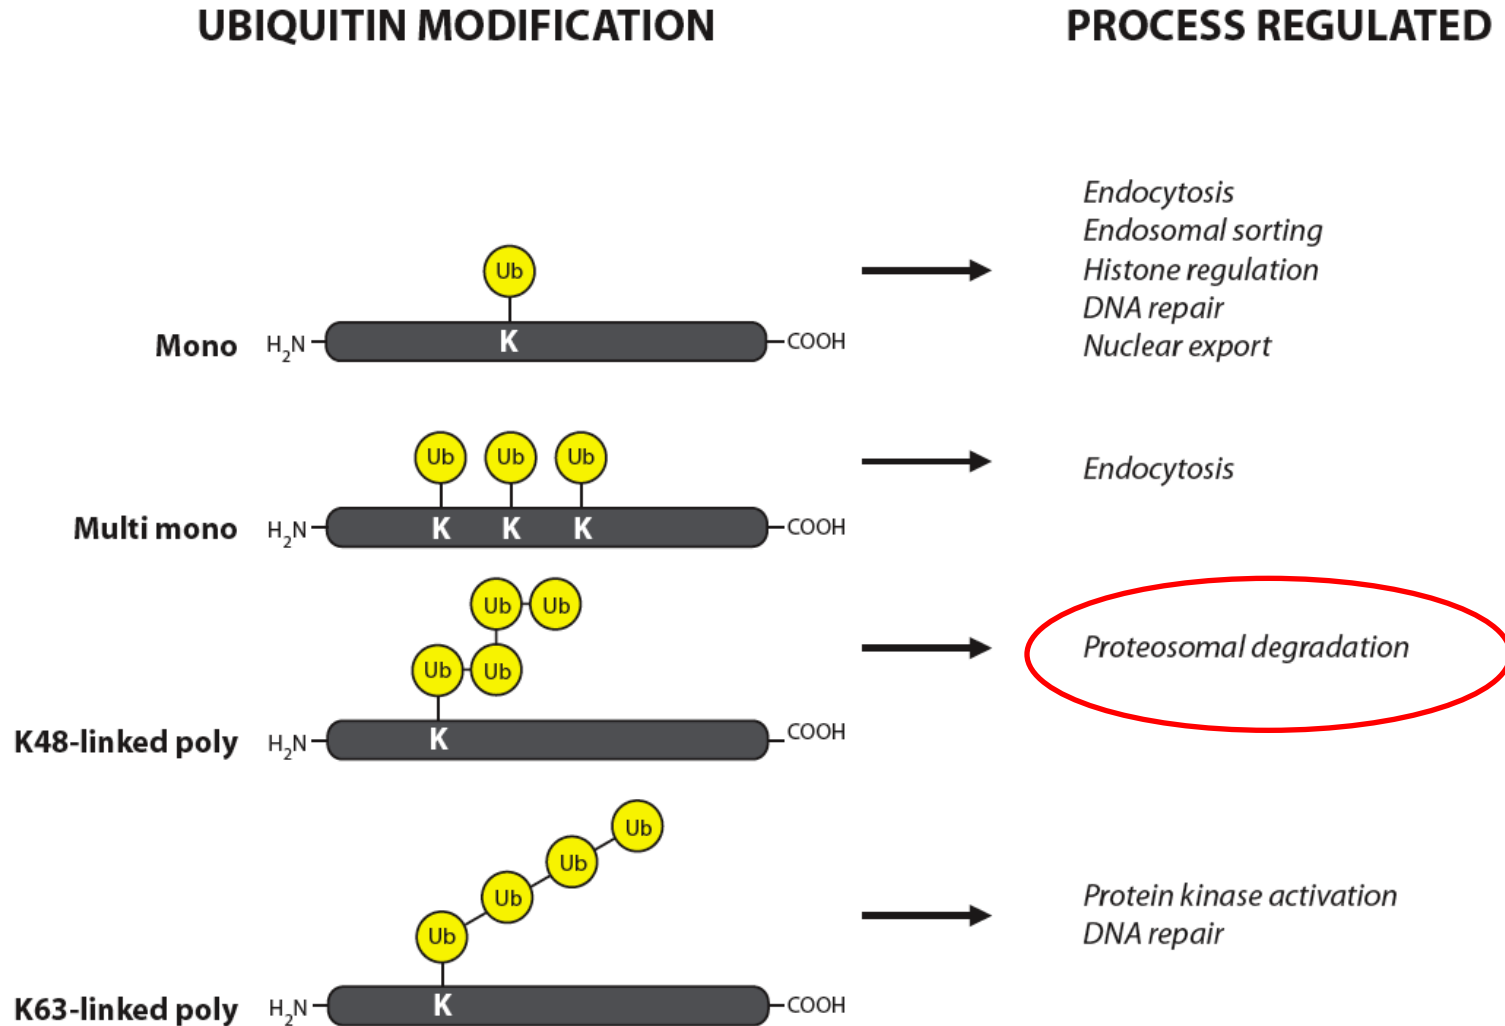 UBIQUITIN MODIFICATION
PROCESS REGULATED
Ub
Mono H2N K COOH
Endocytosis
Endosomal sorting
Histone regulation
DNA repair
Nuclear export
Ub Ub Ub
Multi mono H2N K K K COOH
Endocytosis
Ub Ub
Ub Ub
K48-linked poly H2N K COOH
Proteosomal degradation
Ub
Ub
Ub
Ub
K63-linked poly H2N K COOH
Protein kinase activation
DNA repair